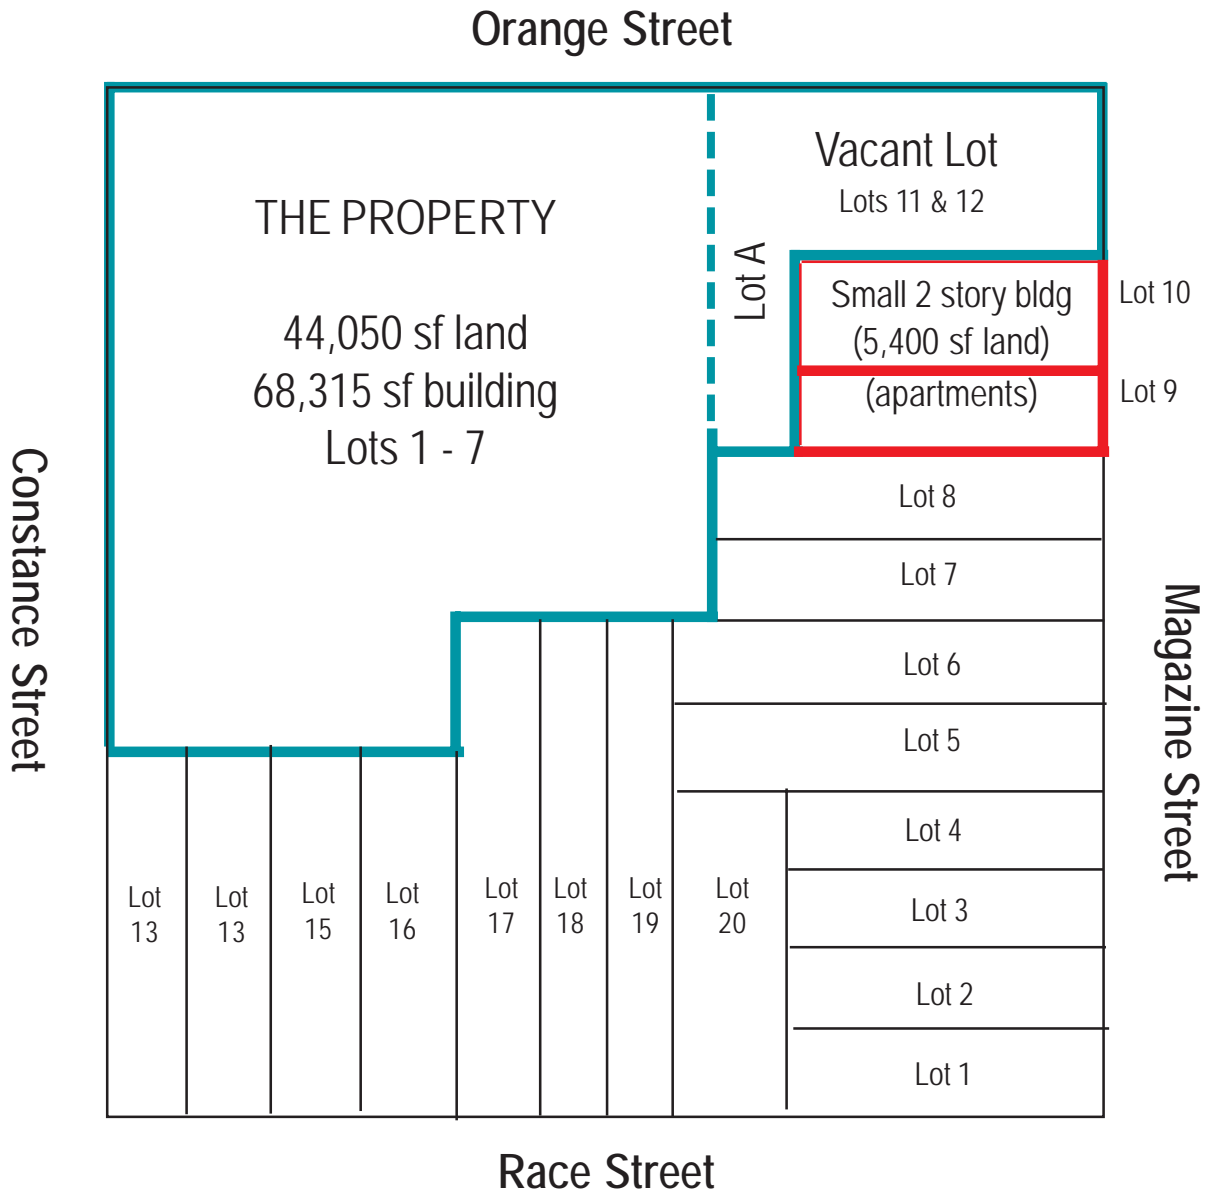 Orange Street
Vacant Lot
Lots 11 & 12
THE PROPERTY
44,050 sf land
68,315 sf building
Lots 1 - 7
Lot A
Small 2 story bldg
(5,400 sf land)
(apartments)
Lot 10
Lot 9
Constance Street
Magazine Street
Lot 8
Lot 7
Lot 6
Lot 5
Lot 4
Lot 3
Lot 2
Lot 1
Lot
13
Lot
13
Lot
15
Lot
16
Lot
17
Lot
18
Lot
19
Lot
20
Race Street